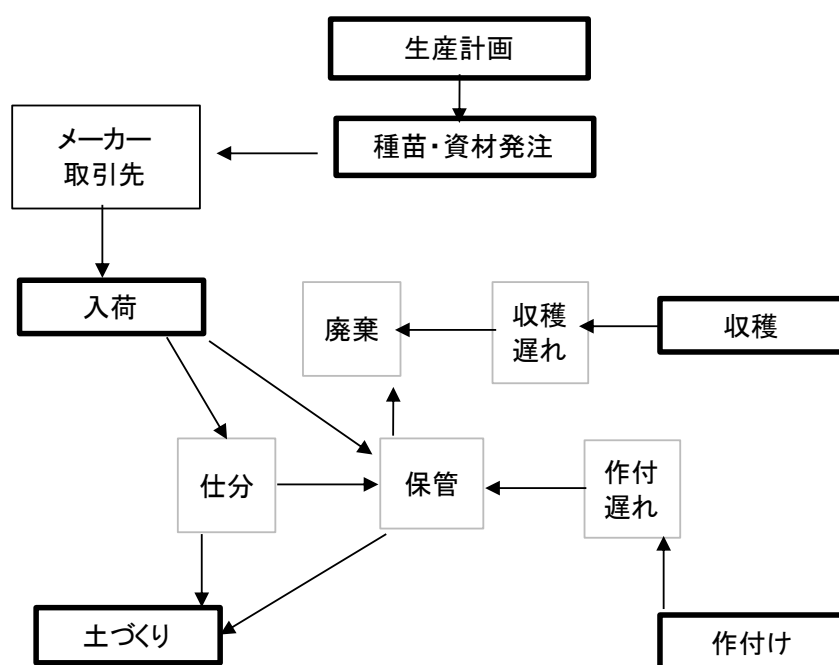 生産計画
種苗・資材発注
メーカー
取引先
入荷
廃棄
収穫
遅れ
収穫
仕分
保管
作付
遅れ
土づくり
作付け